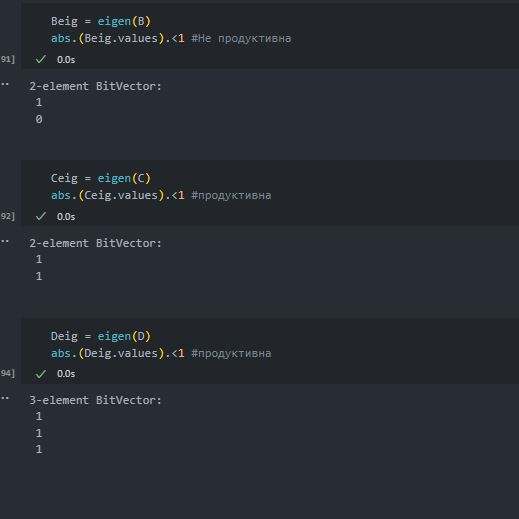 Beig = eigen(B)
abs.(Beig.values).<1 #Не продуктивна
91]
0.0s
2-element BitVector:
1
0
Ceig = eigen(C)
abs.(Ceig.values).<1 #продуктивна
92]
0.0s
2-element BitVector:
1
1
Deig = eigen(D)
abs.(Deig.values).<1 #продуктивна
94]
0.0s
3-element BitVector:
1
1
1